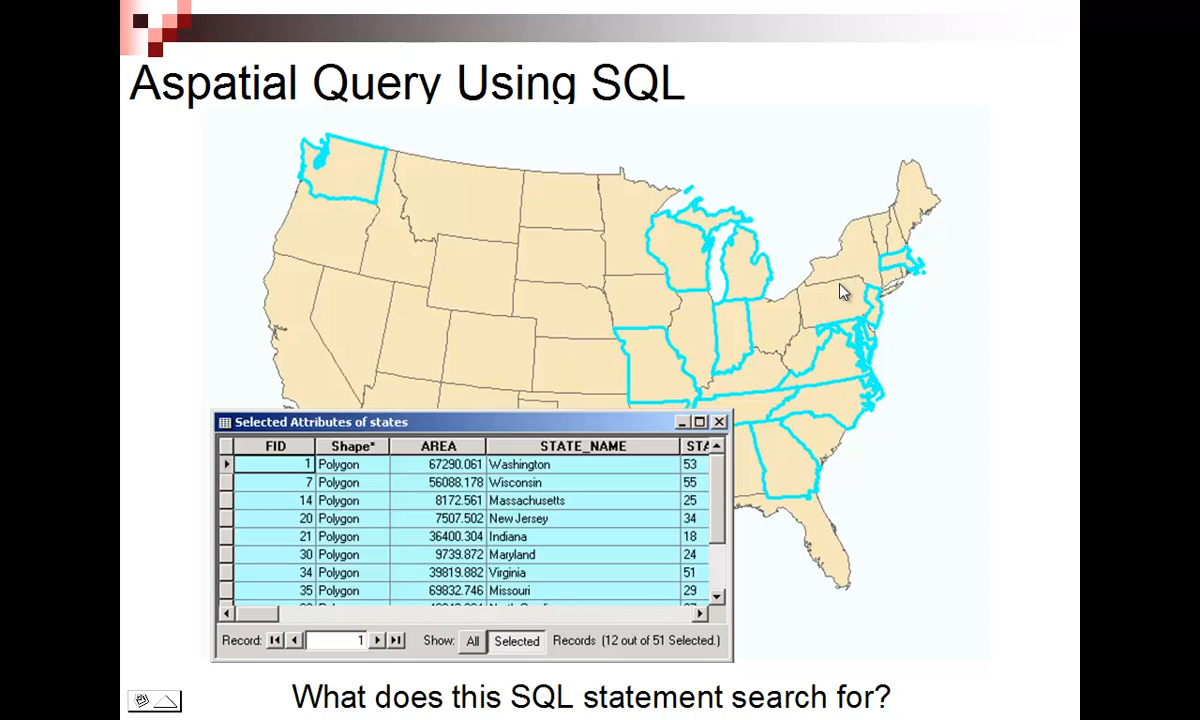 Aspatial Query Using SQL
Selected Attributes of states
FID Shape* AREA STATE_NAME STA
1 Polygon 67290.061 Washington 53
7 Polygon 56088.178 Wisconsin 55
14 Polygon 8172.561 Massachusetts 25
20 Polygon 7507.502 New Jersey 34
21 Polygon 36400.304 Indiana 18
30 Polygon 9739.872 Maryland 24
34 Polygon 39819.882 Virginia 51
35 Polygon 69832.746 Missouri 29
Record: 1 Show: All Selected Records (12 out of 51 Selected.)
What does this SQL statement search for?